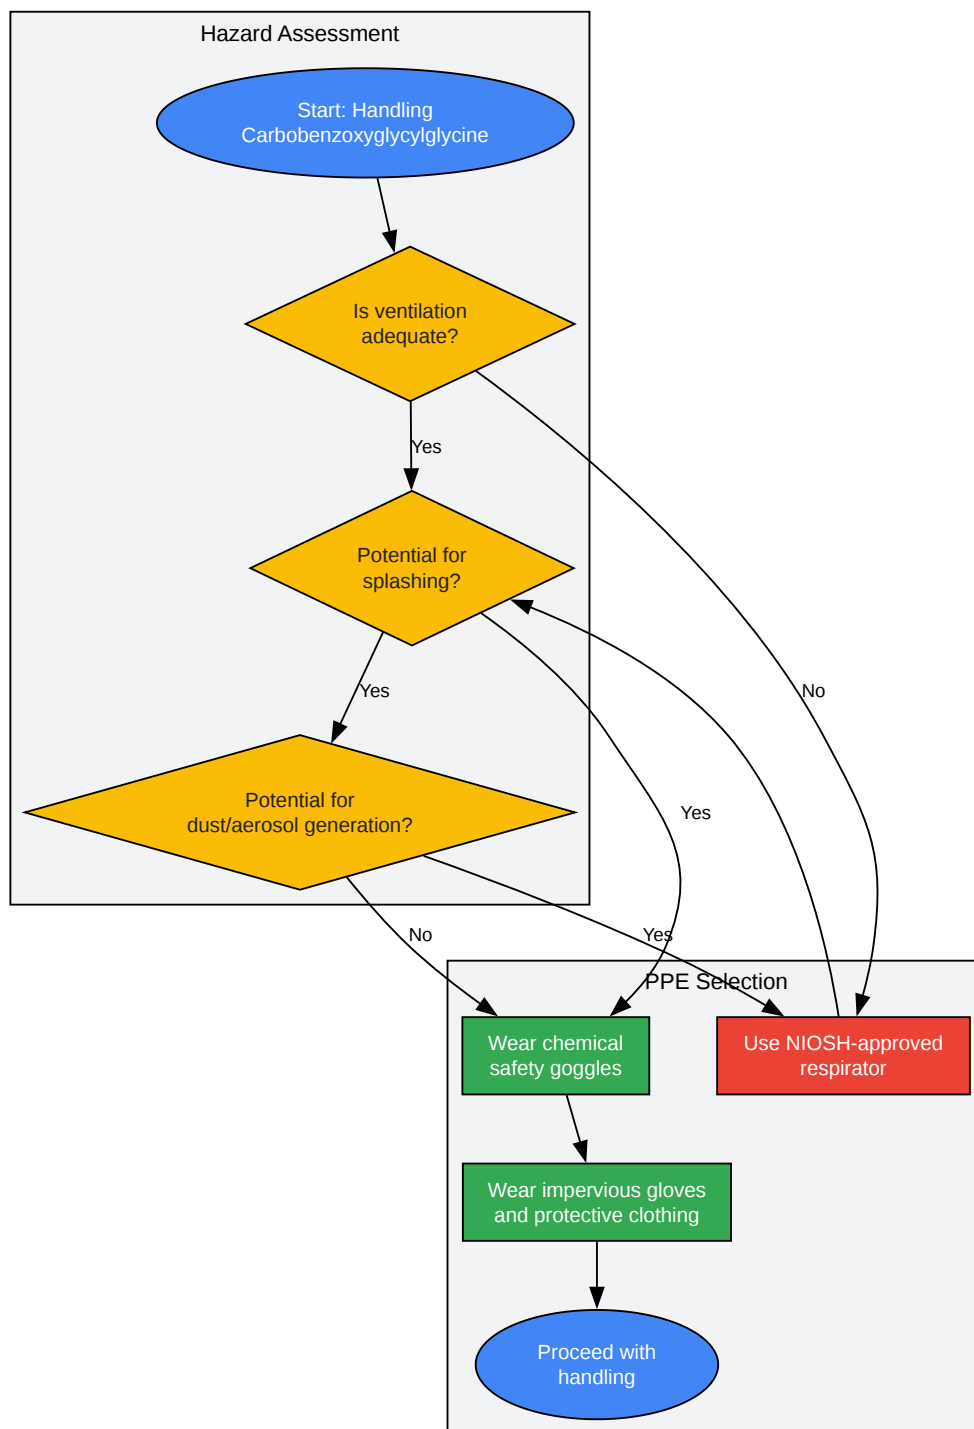 Hazard Assessment
Start: Handling
Carbobenzoxyglycylglycine
Is ventilation
adequate?
Yes
Potential for
splashing?
Yes
No
Potential for
dust/aerosol generation?
Yes
No
Yes
PPE Selection
Wear chemical
safety goggles
Use NIOSH-approved
respirator
Wear impervious gloves
and protective clothing
Proceed with
handling